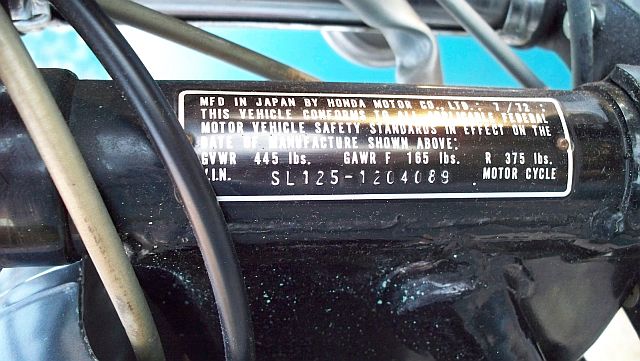 MFD IN JAPAN BY HONDA MOTOR CO., LTD.: 7/72:
THIS VEHICLE CONFORMS TO ALL APPLICABLE FEDERAL
MOTOR VEHICLE SAFETY STANDARDS IN EFFECT ON THE
DATE OF MANUFACTURE SHOWN ABOVE:
GVWR 445 lbs. GAWR F 165 lbs. R 375 lbs.
V.I.N. SL125-1204089 MOTOR CYCLE